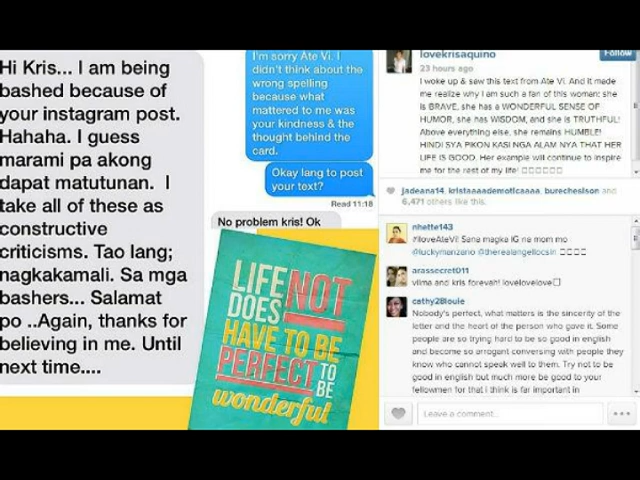 Hi Kris... I am being
bashed because of
your instagram post.
Hahaha. I guess
marami pa akong
dapat matutunan. I
take all of these as
constructive
criticisms. Tao lang;
nagkakamali. Sa mga
bashers... Salamat
po ..Again, thanks for
believing in me. Until
next time....
I'm sorry Ate Vi. I
didn't think about the
wrong spelling
because what
mattered to me was
your kindness & the
thought behind the
card.
Okay lang to post
your text?
Read 11:18
No problem kris! Ok
LIFE
DOES NOT
HAVE TO BE
PERFECT TO
BE
wonderful
lovekrisaquino
Follow
23 hours ago
I woke up & saw this text from Ate Vi. And it made
me realize why I am such a fan of this woman: she
is BRAVE, she has a WONDERFUL SENSE OF
HUMOR, she has WISDOM, and she is TRUTHFUL!
Above everything else, she remains HUMBLE!
HINDI SYA PIKON KASI NGA ALAM NYA THAT HER
LIFE IS GOOD. Her example will continue to inspire
me for the rest of my life!
jadeana14, kristaaaademoticaaaa, burechesison and
6,471 others like this.
nhette143
#iloveAteVi! Sana magka IG na mom mo
@luckymanzano @therealangellocsin
arassecret011
vilma and kris foreveh! lovelovelove
cathy28louie
Nobody's perfect, what matters is the sincerity of the
letter and the heart of the person who gave it. Some
people are so trying hard to be so good in english
and become so arrogant conversing with people they
know who cannot speak well to them. Try not to be
good in english but much more be good to your
fellowmen for that i think is far important in
Leave a comment...